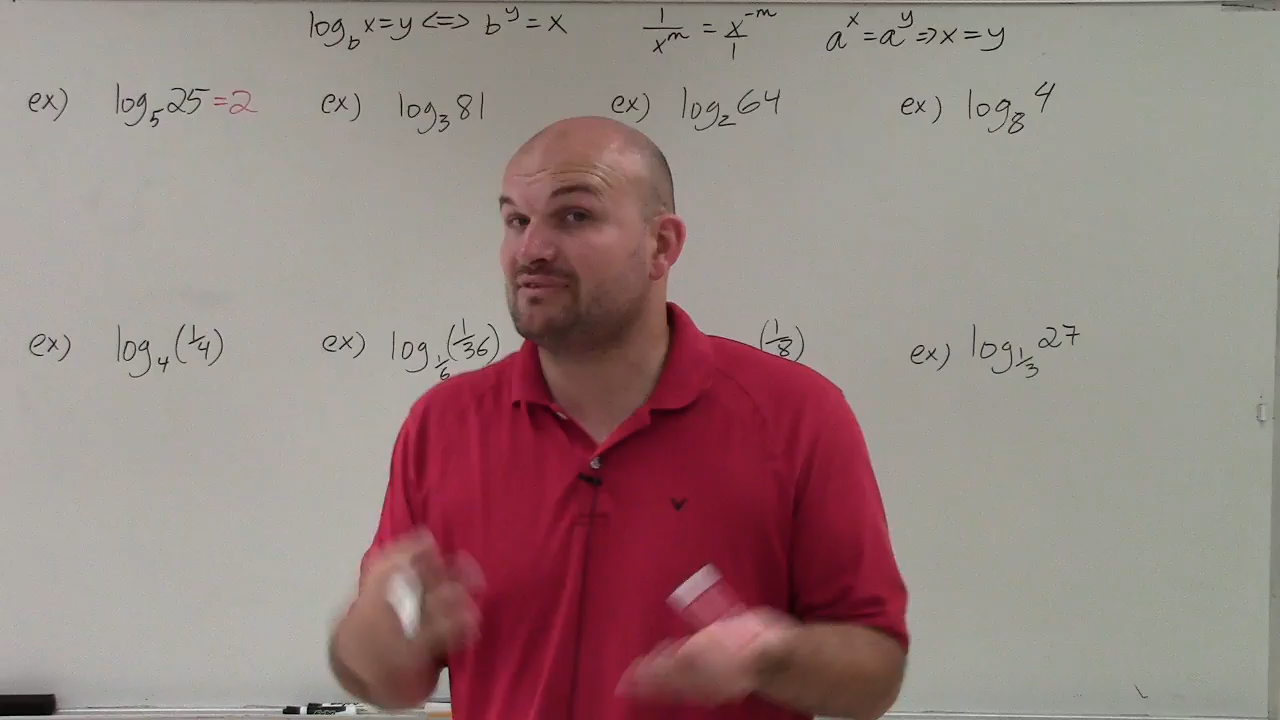 log_b x = y <=> b^y = x    1/x^m = x^-m/1    a^x = a^y => x = y
ex) log_5 25 = 2    ex) log_3 81    ex) log_2 64    ex) log_8 4
ex) log_4 (1/4)    ex) log_1/6 (1/36)    (1/8)    ex) log_1/3 27